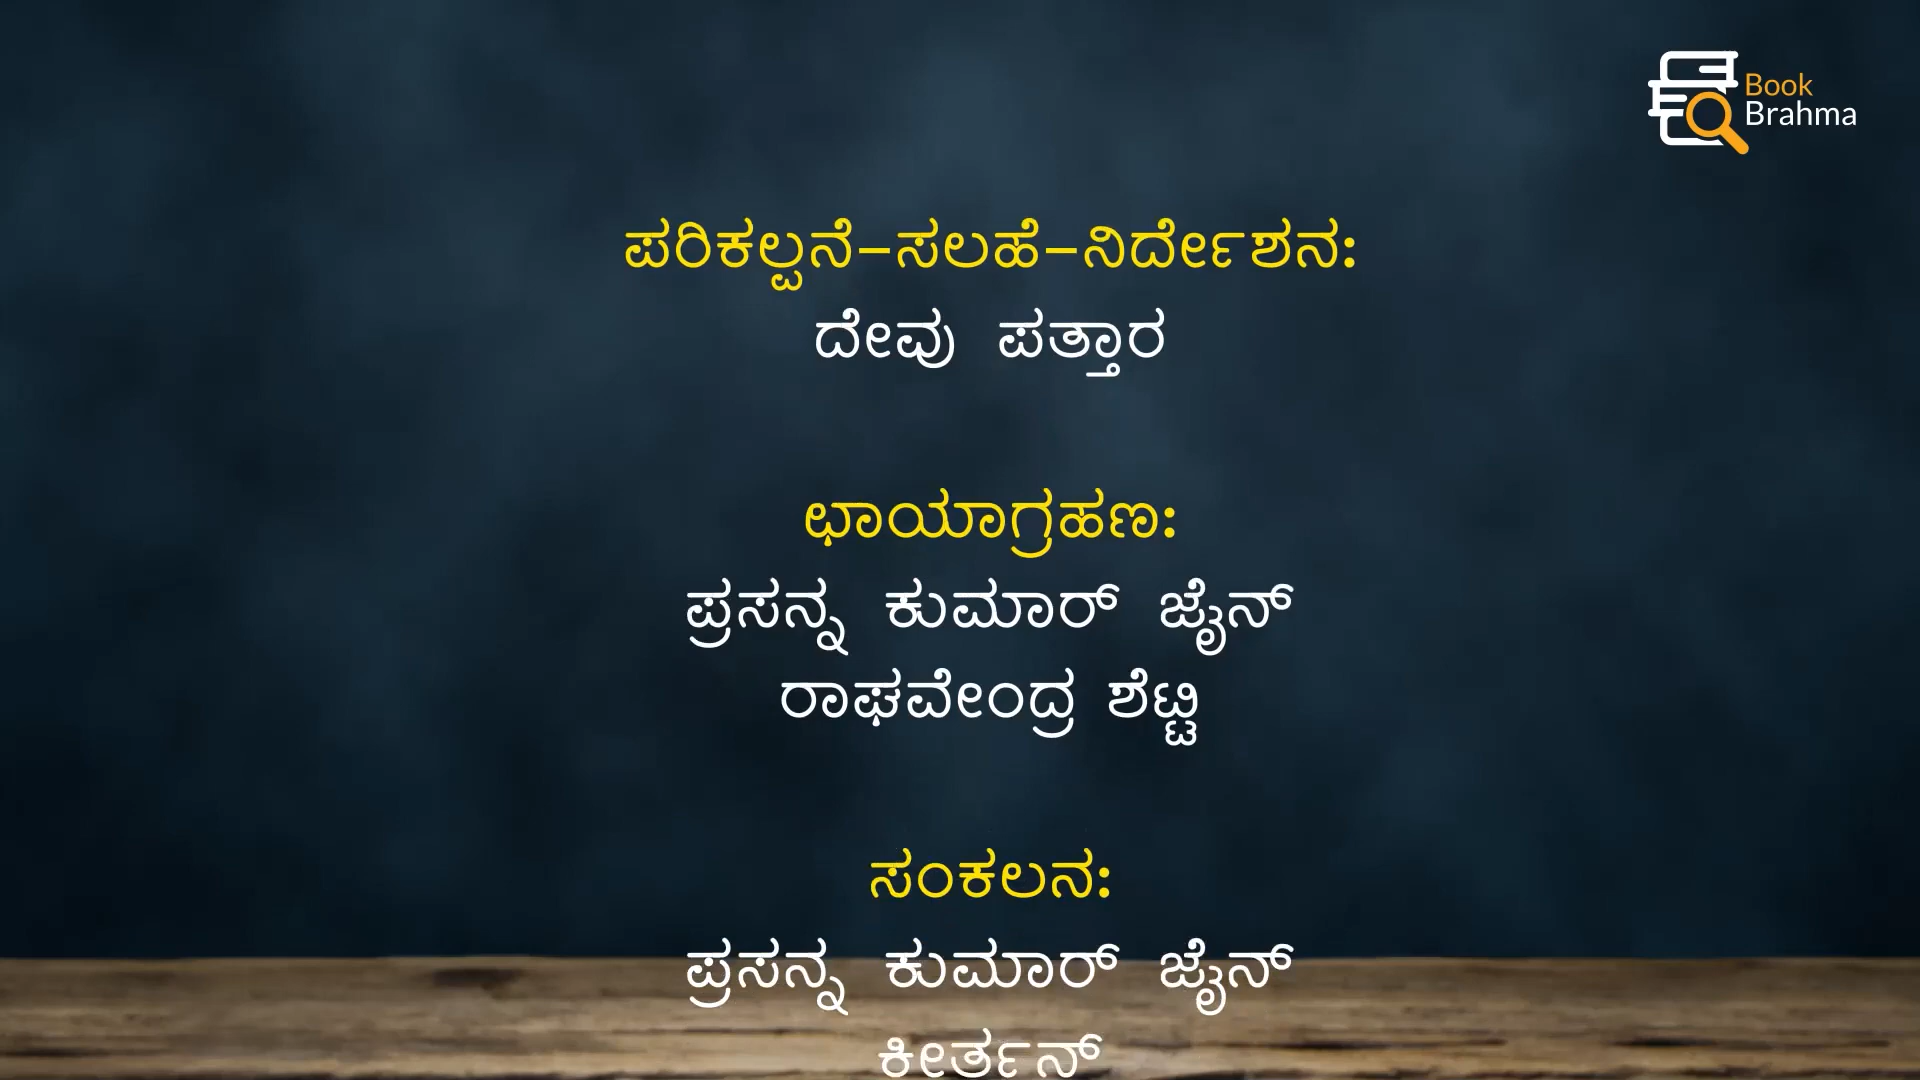 Book
Brahma
ಪರಿಕಲ್ಪನೆ–ಸಲಹೆ–ನಿರ್ದೇಶನ:
ದೇವು ಪತ್ತಾರ
ಛಾಯಾಗ್ರಹಣ:
ಪ್ರಸನ್ನ ಕುಮಾರ್ ಜೈನ್
ರಾಘವೇಂದ್ರ ಶೆಟ್ಟಿ
ಸಂಕಲನ:
ಪ್ರಸನ್ನ ಕುಮಾರ್ ಜೈನ್
ಕೀರ್ತನ್